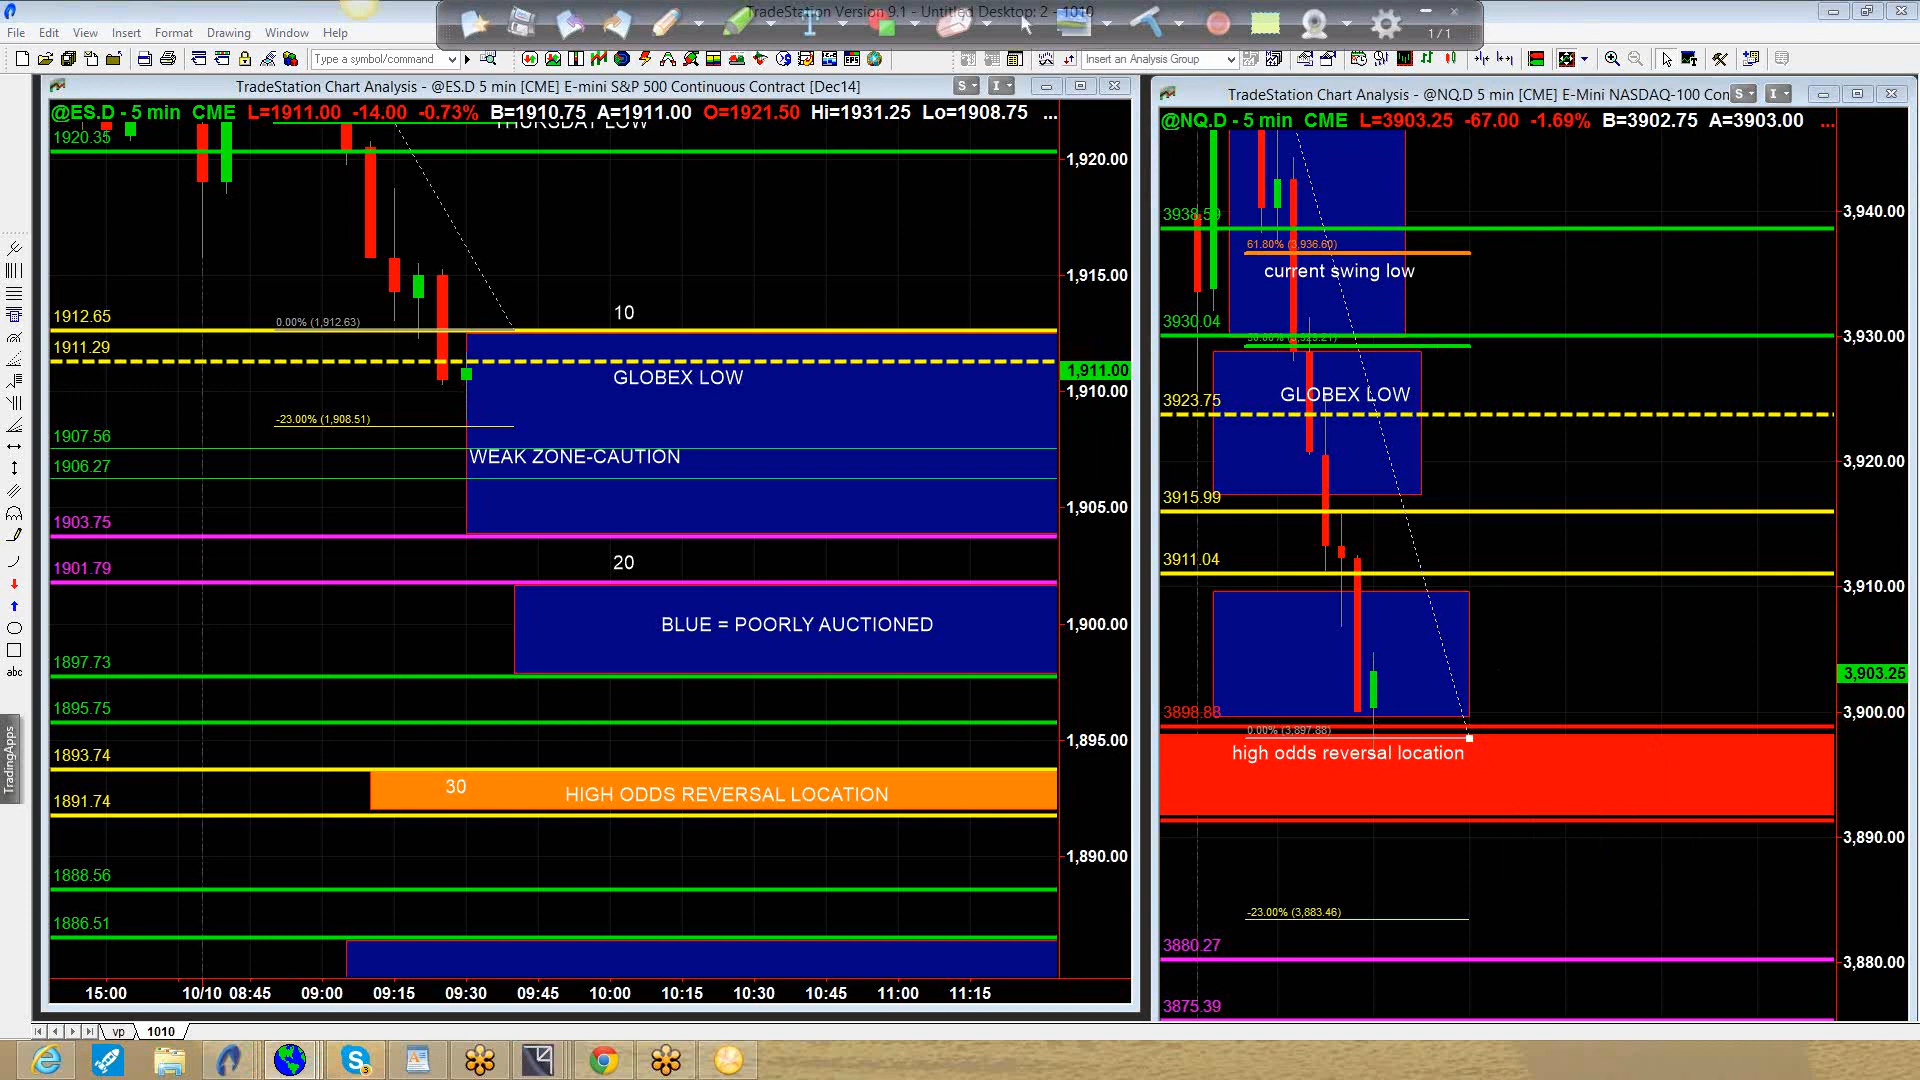 TradeStation Version 9.1 - Untitled Desktop: 2 - 1010
File Edit View Insert Format Drawing Window Help
1/1
Type a symbol/command
Insert an Analysis Group
TradeStation Chart Analysis - @ES.D 5 min [CME] E-mini S&P 500 Continuous Contract [Dec14]
S I
@ES.D - 5 min CME L=1911.00 -14.00 -0.73% B=1910.75 A=1911.00 O=1921.50 Hi=1931.25 Lo=1908.75 ...
THURSDAY LOW
1920.35
1,920.00
1,915.00
10
1912.65
0.00% (1,912.63)
1911.29
1,911.00
GLOBEX LOW
1,910.00
-23.00% (1,908.51)
1907.56
WEAK ZONE-CAUTION
1906.27
1,905.00
1903.75
20
1901.79
BLUE = POORLY AUCTIONED
1,900.00
1897.73
1895.75
1,895.00
1893.74
30
HIGH ODDS REVERSAL LOCATION
1891.74
1,890.00
1888.56
1886.51
15:00 10/10 08:45 09:00 09:15 09:30 09:45 10:00 10:15 10:30 10:45 11:00 11:15
TradeStation Chart Analysis - @NQ.D 5 min [CME] E-Mini NASDAQ-100 Con
S I
@NQ.D - 5 min CME L=3903.25 -67.00 -1.69% B=3902.75 A=3903.00 ...
3938.59
3,940.00
61.80% (3,936.60)
current swing low
3930.04
3,930.00
GLOBEX LOW
3923.75
3,920.00
3915.99
3911.04
3,910.00
3,903.25
3898.88
3,900.00
0.00% (3,897.88)
high odds reversal location
3,890.00
-23.00% (3,883.46)
3880.27
3,880.00
3875.39
TradingApps
abc
vp 1010